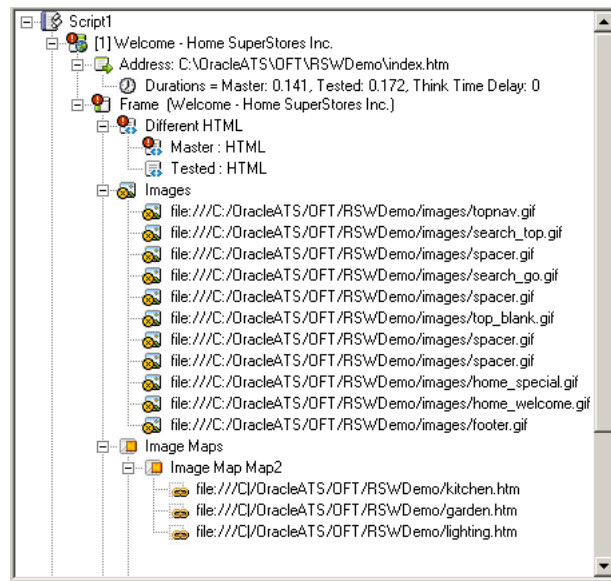 Script1
[1] Welcome - Home SuperStores Inc.
Address: C:\OracleATS\OFT\RSWDemo\index.htm
Durations = Master: 0.141, Tested: 0.172, Think Time Delay: 0
Frame (Welcome - Home SuperStores Inc.)
Different HTML
Master : HTML
Tested : HTML
Images
file:///C:/OracleATS/OFT/RSWDemo/images/topnav.gif
file:///C:/OracleATS/OFT/RSWDemo/images/search_top.gif
file:///C:/OracleATS/OFT/RSWDemo/images/spacer.gif
file:///C:/OracleATS/OFT/RSWDemo/images/search_go.gif
file:///C:/OracleATS/OFT/RSWDemo/images/spacer.gif
file:///C:/OracleATS/OFT/RSWDemo/images/top_blank.gif
file:///C:/OracleATS/OFT/RSWDemo/images/spacer.gif
file:///C:/OracleATS/OFT/RSWDemo/images/spacer.gif
file:///C:/OracleATS/OFT/RSWDemo/images/home_special.gif
file:///C:/OracleATS/OFT/RSWDemo/images/home_welcome.gif
file:///C:/OracleATS/OFT/RSWDemo/images/footer.gif
Image Maps
Image Map Map2
file:///C|/OracleATS/OFT/RSWDemo/kitchen.htm
file:///C|/OracleATS/OFT/RSWDemo/garden.htm
file:///C|/OracleATS/OFT/RSWDemo/lighting.htm